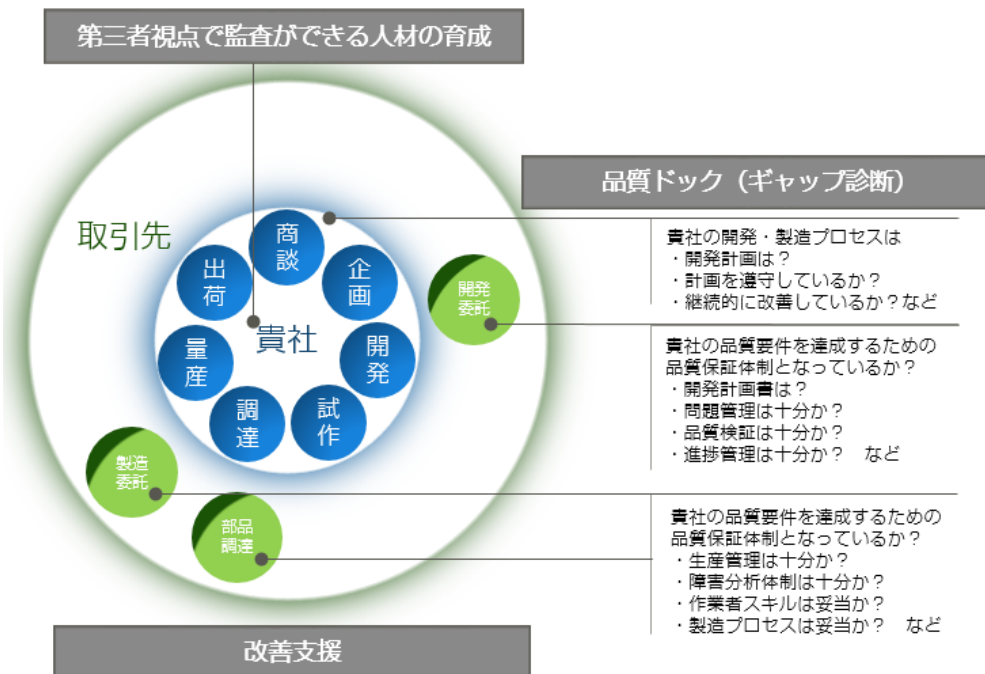 第三者視点で監査ができる人材の育成
品質ドック（ギャップ診断）
取引先
貴社
商談
企画
開発
試作
調達
量産
出荷
開発
委託
製造
委託
部品
調達
貴社の開発・製造プロセスは
・開発計画は？
・計画を遵守しているか？
・継続的に改善しているか？など
貴社の品質要件を達成するための
品質保証体制となっているか？
・開発計画書は？
・問題管理は十分か？
・品質検証は十分か？
・進捗管理は十分か？　など
貴社の品質要件を達成するための
品質保証体制となっているか？
・生産管理は十分か？
・障害分析体制は十分か？
・作業者スキルは妥当か？
・製造プロセスは妥当か？　など
改善支援